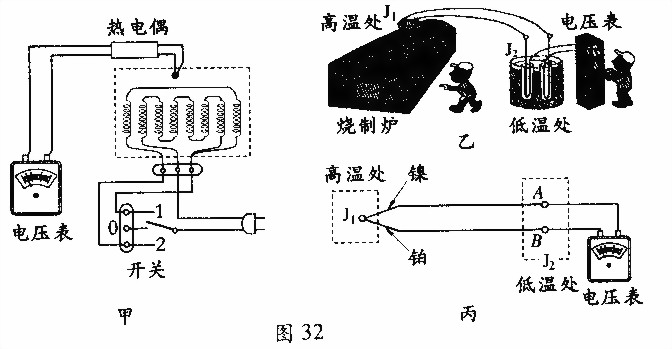 热电偶
电压表
1
0
2
开关
甲
高温处 J₁
J₂
电压表
烧制炉
乙
低温处
高温处
镍
J₁
铂
A
B
J₂
低温处
电压表
丙
图 32